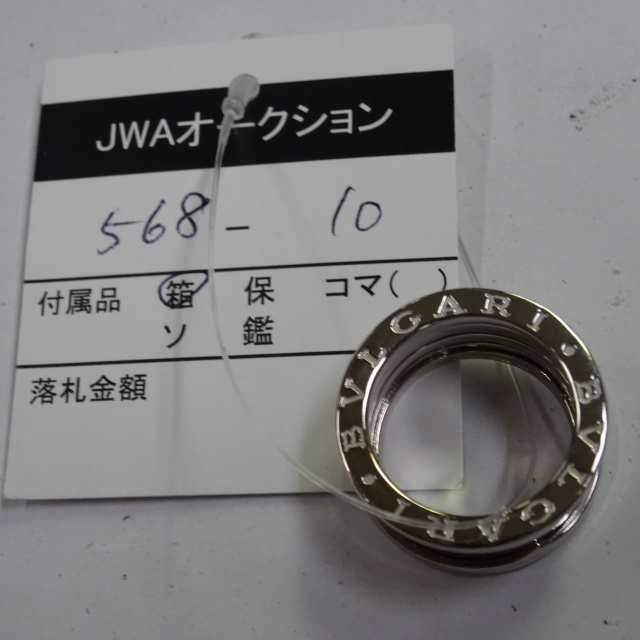 JWAオークション
568 - 10
付属品 箱 保 コマ( )
ソ 鑑
落札金額
BVLGARI • BVLGARI •